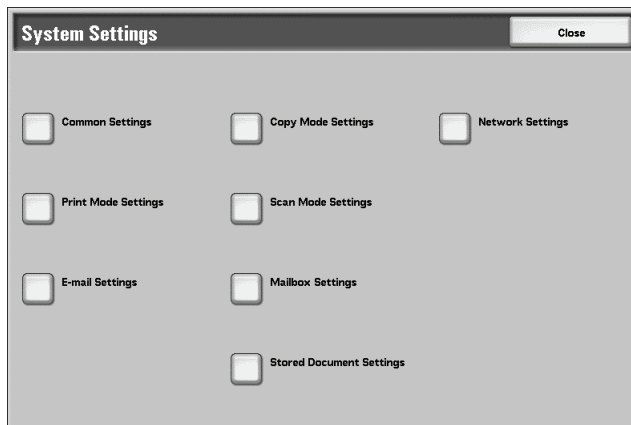 System Settings
Close
Common Settings
Copy Mode Settings
Network Settings
Print Mode Settings
Scan Mode Settings
E-mail Settings
Mailbox Settings
Stored Document Settings